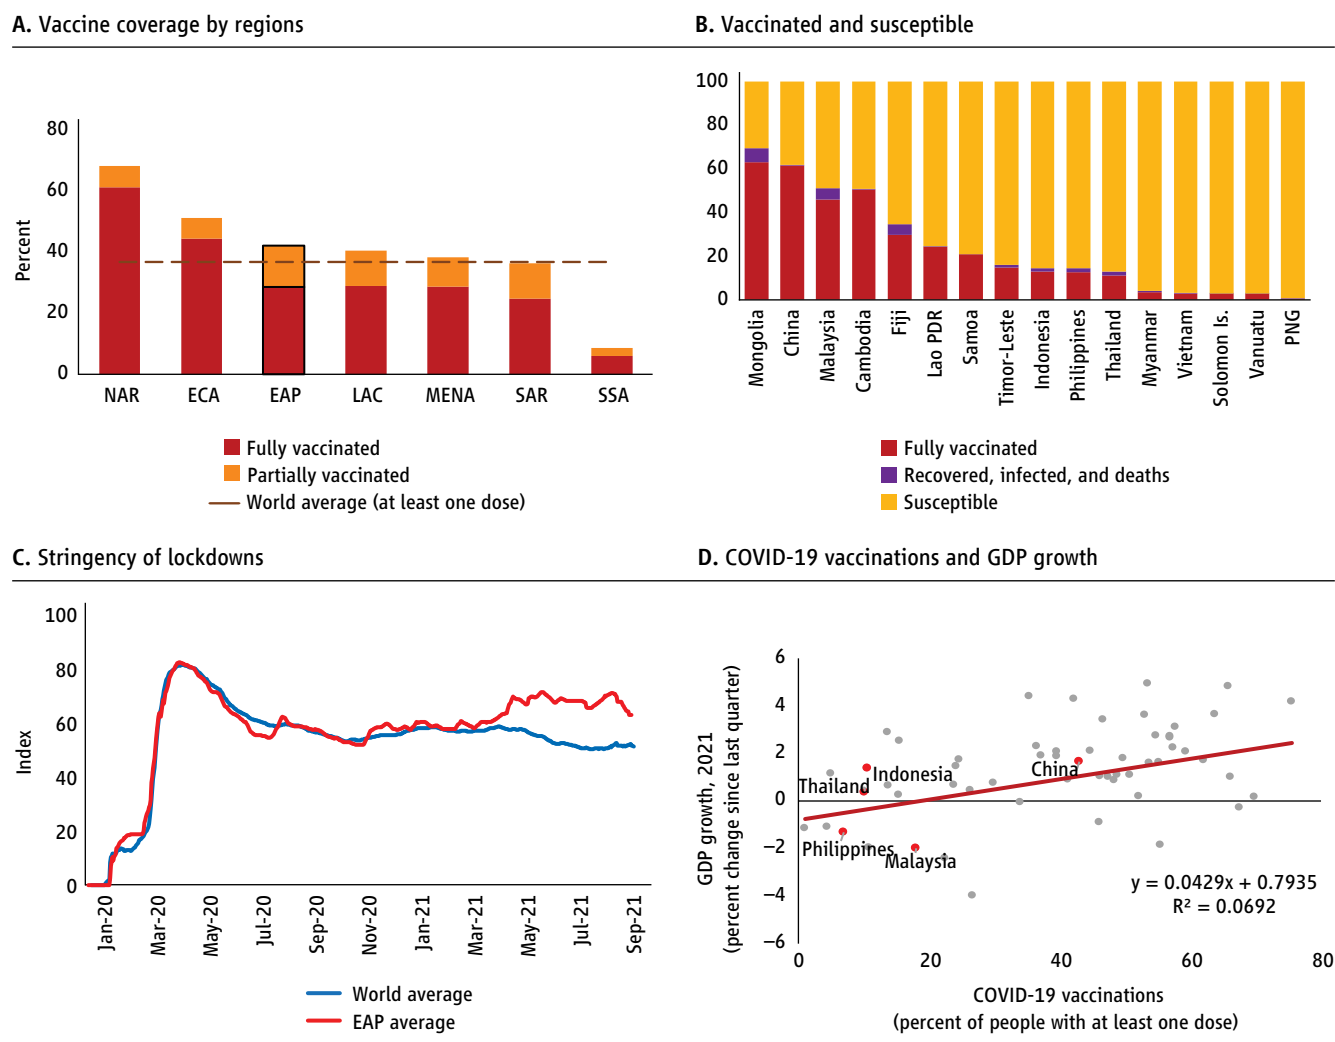 A. Vaccine coverage by regions
Percent
80
60
40
20
0
NAR ECA EAP LAC MENA SAR SSA
Fully vaccinated
Partially vaccinated
World average (at least one dose)
B. Vaccinated and susceptible
100
80
60
40
20
0
Mongolia
China
Malaysia
Cambodia
Fiji
Lao PDR
Samoa
Timor-Leste
Indonesia
Philippines
Thailand
Myanmar
Vietnam
Solomon Is.
Vanuatu
PNG
Fully vaccinated
Recovered, infected, and deaths
Susceptible
C. Stringency of lockdowns
Index
100
80
60
40
20
0
Jan-20
Mar-20
May-20
Jul-20
Sep-20
Nov-20
Jan-21
Mar-21
May-21
Jul-21
Sep-21
World average
EAP average
D. COVID-19 vaccinations and GDP growth
GDP growth, 2021
(percent change since last quarter)
6
4
2
0
−2
−4
−6
Indonesia
China
Thailand
Philippines
Malaysia
y = 0.0429x + 0.7935
R² = 0.0692
0 20 40 60 80
COVID-19 vaccinations
(percent of people with at least one dose)